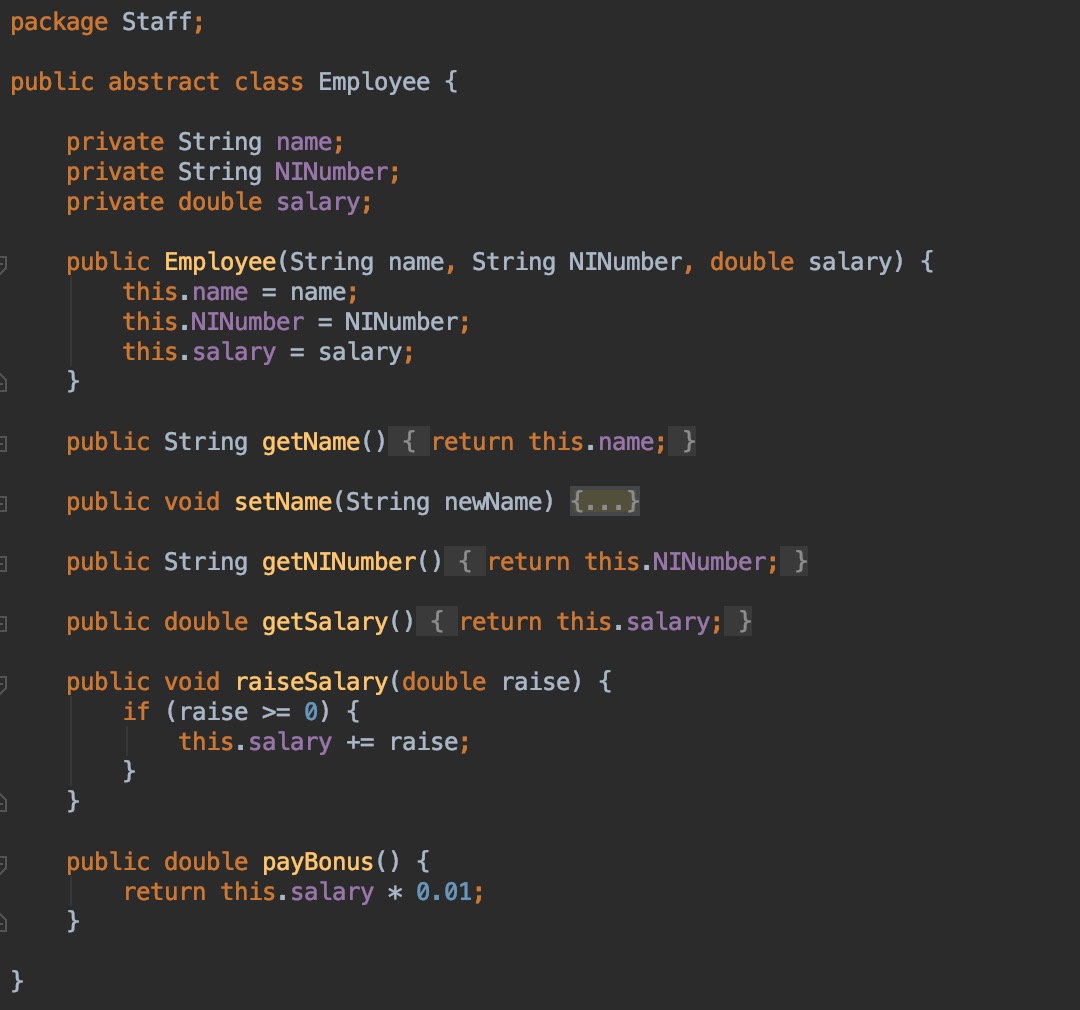 package Staff;
public abstract class Employee {
private String name;
private String NINumber;
private double salary;
public Employee(String name, String NINumber, double salary) {
this.name = name;
this.NINumber = NINumber;
this.salary = salary;
}
public String getName() { return this.name; }
public void setName(String newName) {...}
public String getNINumber() { return this.NINumber; }
public double getSalary() { return this.salary; }
public void raiseSalary(double raise) {
if (raise >= 0) {
this.salary += raise;
}
}
public double payBonus() {
return this.salary * 0.01;
}
}